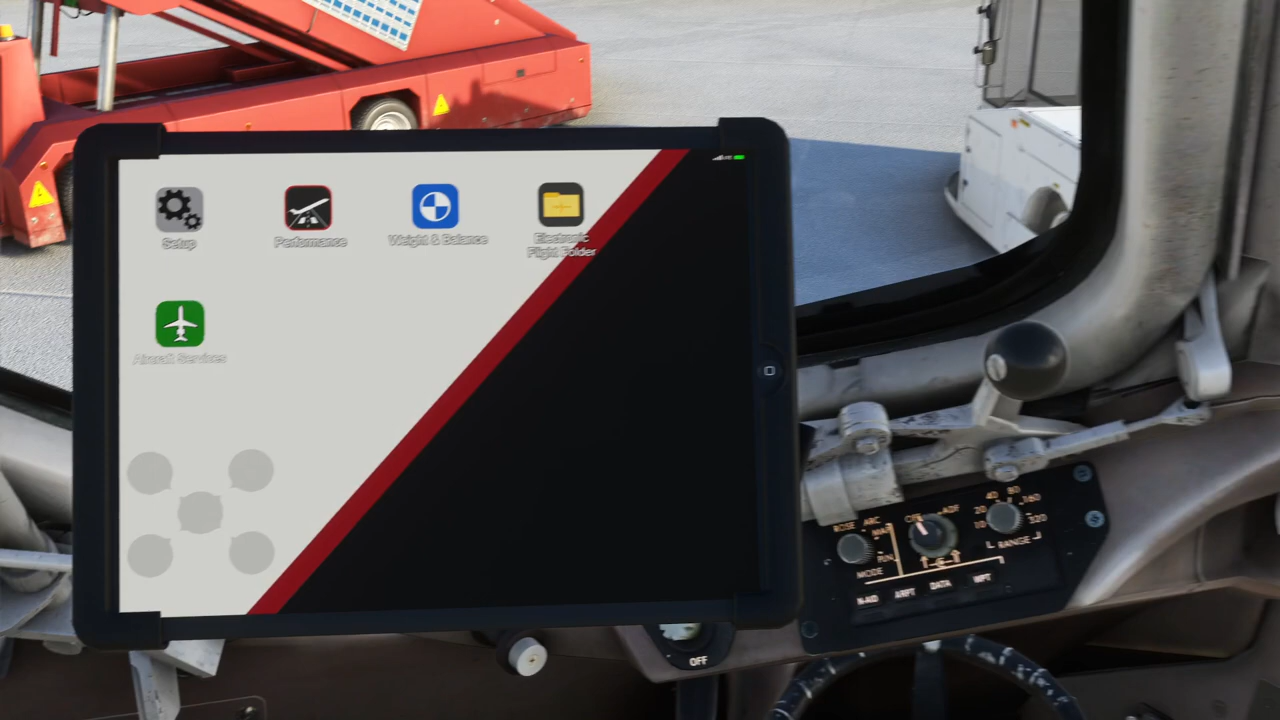 Setup
Performance
Weight & Balance
Electronic
Flight Folder
Aircraft Services
ROSE
ARC
MAP
PLN
MODE
OFF
ADF
10
20
40
80
160
320
RANGE
N-AID
ARPT
DATA
WPT
OFF